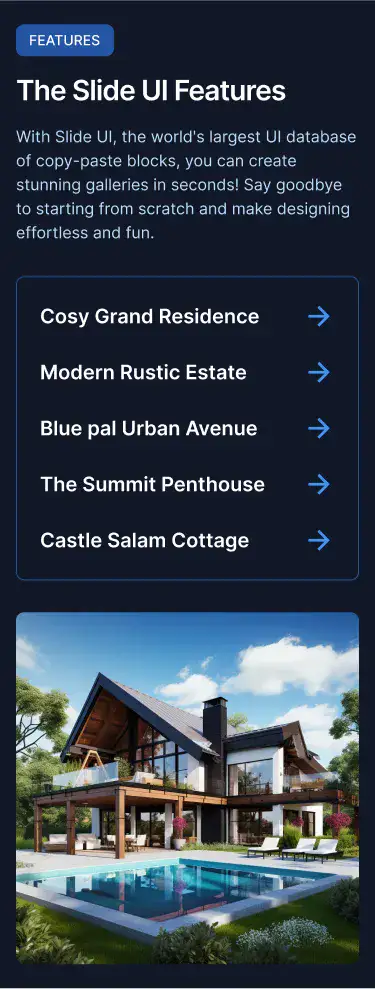 FEATURES
The Slide UI Features
With Slide UI, the world's largest UI database
of copy-paste blocks, you can create
stunning galleries in seconds! Say goodbye
to starting from scratch and make designing
effortless and fun.
Cosy Grand Residence
Modern Rustic Estate
Blue pal Urban Avenue
The Summit Penthouse
Castle Salam Cottage